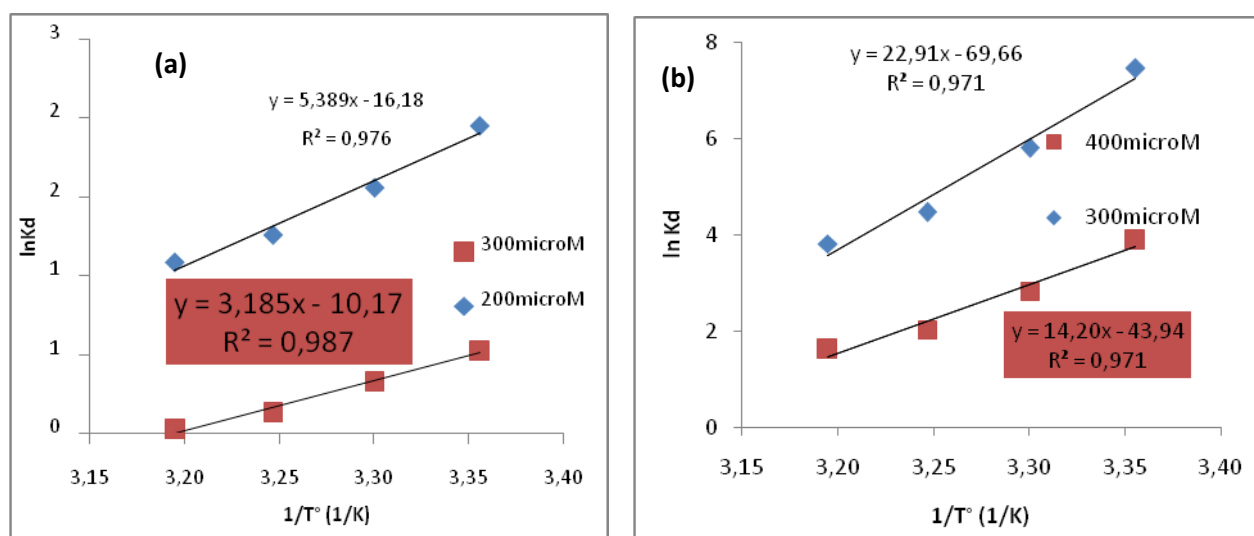 (a)
3
2
2
1
1
0
y = 5,389x - 16,18
R² = 0,976
300microM
200microM
y = 3,185x - 10,17
R² = 0,987
lnKd
3,15
3,20
3,25
3,30
3,35
3,40
1/T° (1/K)
(b)
8
6
4
2
0
y = 22,91x - 69,66
R² = 0,971
400microM
300microM
y = 14,20x - 43,94
R² = 0,971
ln Kd
3,15
3,20
3,25
3,30
3,35
3,40
1/T° (1/K)